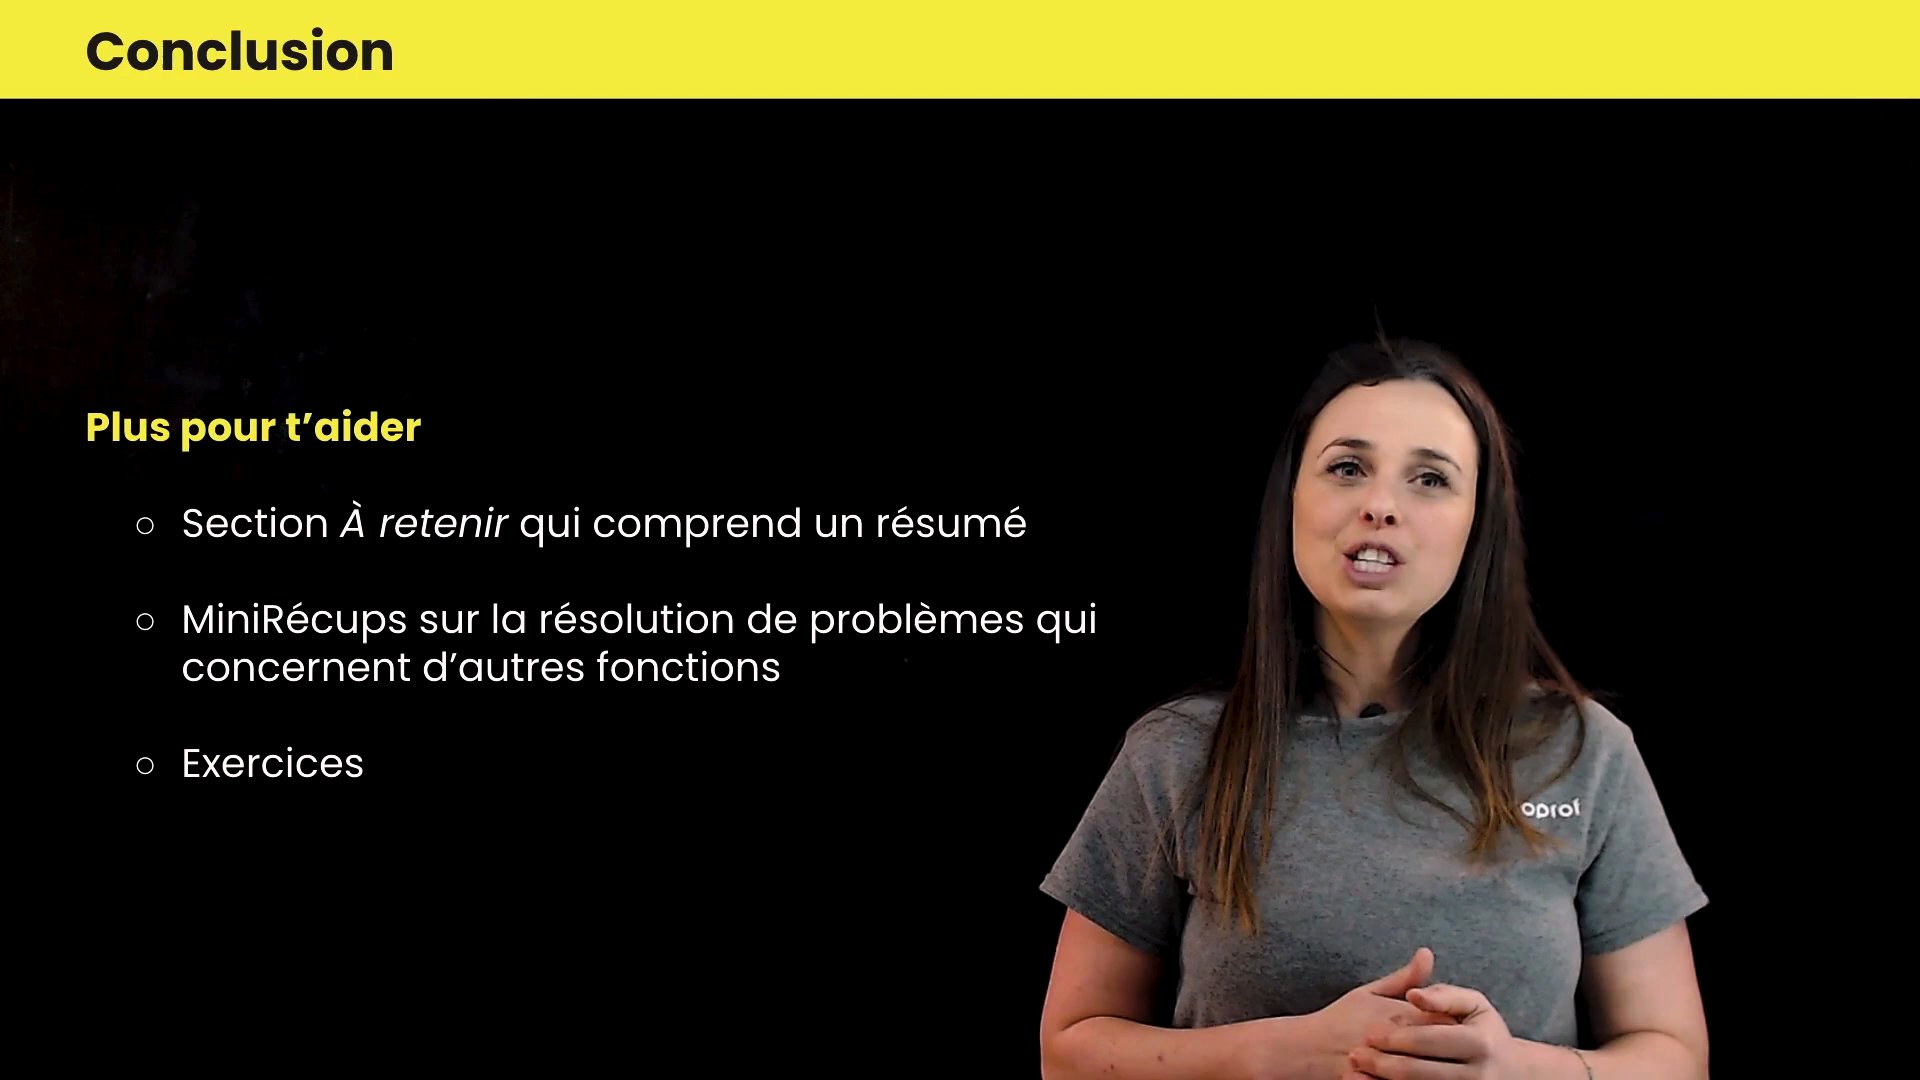 Conclusion
Plus pour t’aider
○ Section À retenir qui comprend un résumé
○ MiniRécups sur la résolution de problèmes qui
concernent d’autres fonctions
○ Exercices
oprof